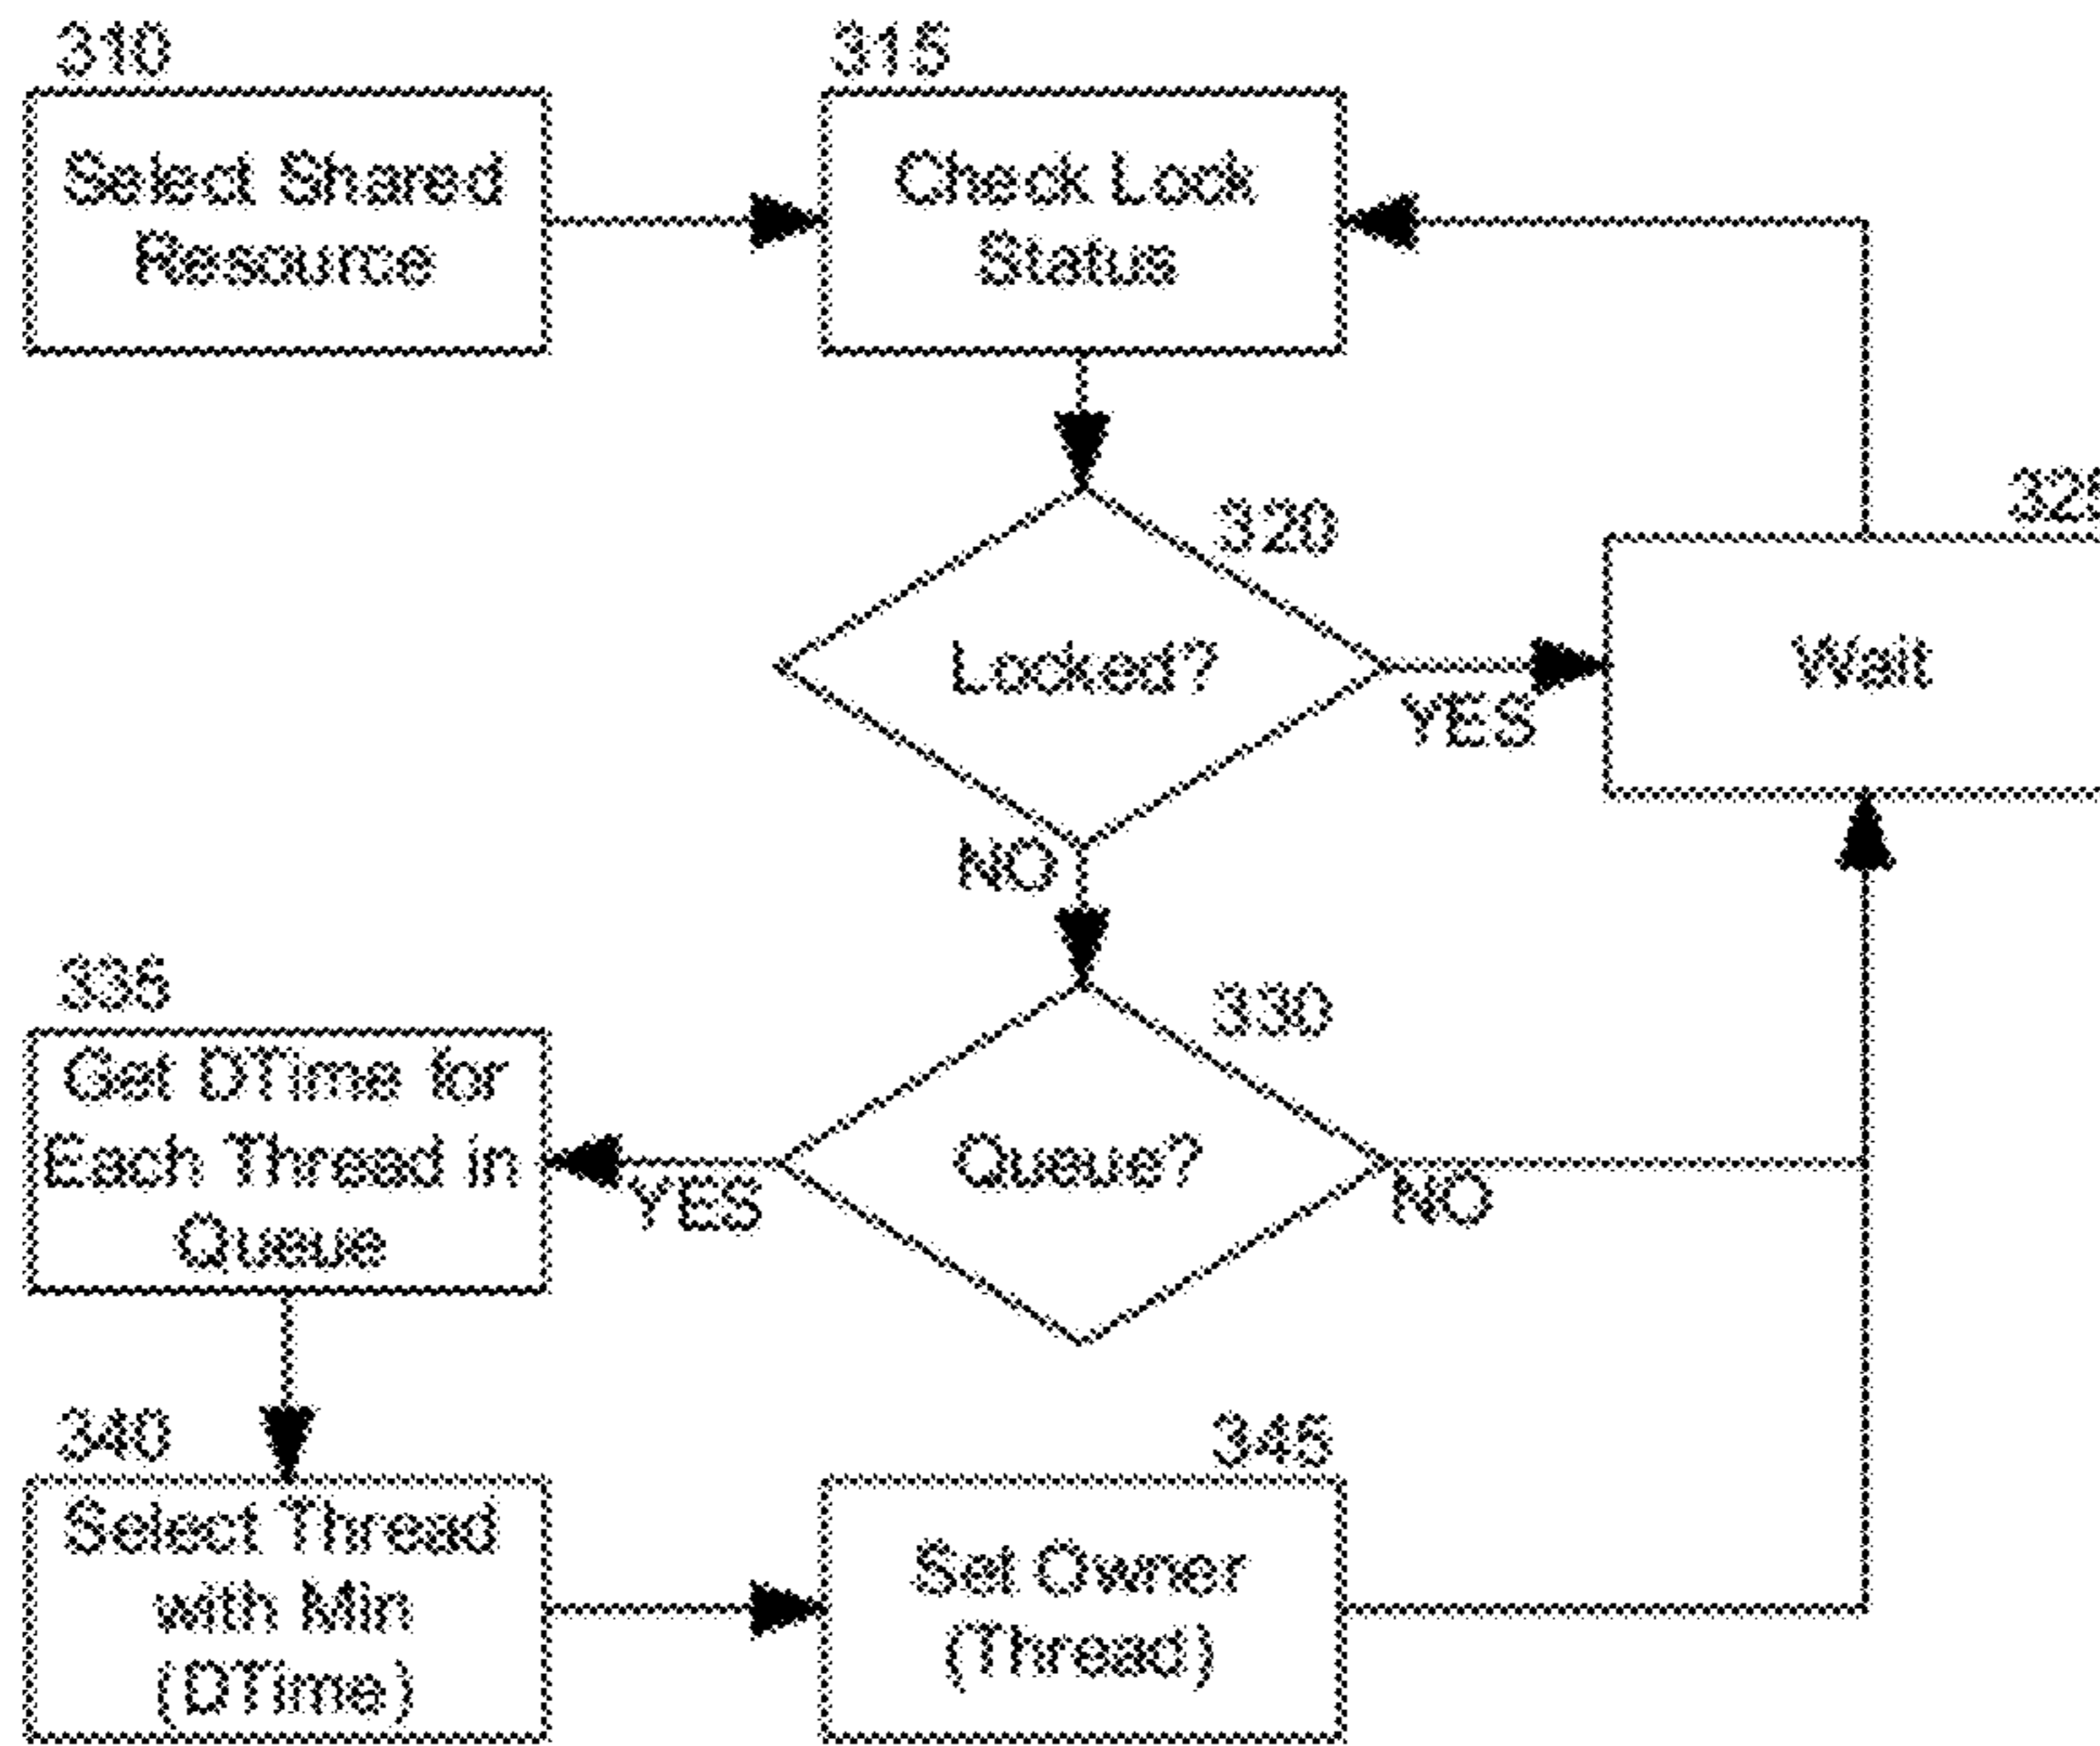 310
Select Shared
Resource
315
Check Lock
Status
320
Locked?
YES
NO
Wait
335
Get DTime for
Each Thread in
Queue
330
Queue?
YES
NO
340
Select Thread
with Min
(DTime)
345
Set Owner
(Thread)